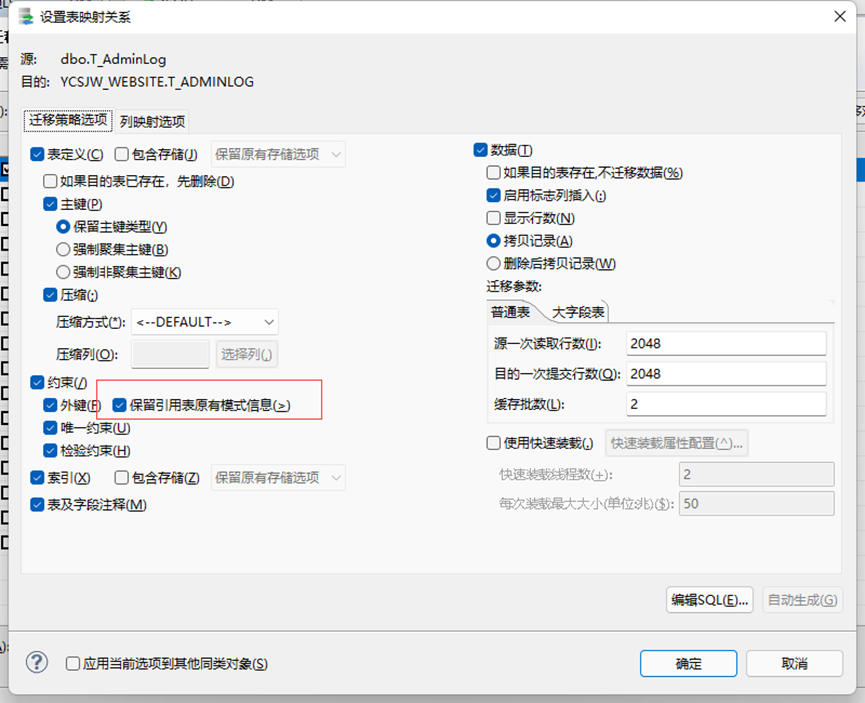 设置表映射关系
源: dbo.T_AdminLog
目的: YCSJW_WEBSITE.T_ADMINLOG
迁移策略选项 列映射选项
表定义(C) 包含存储(J) 保留原有存储选项
如果目的表已存在，先删除(D)
主键(P)
保留主键类型(Y)
强制聚集主键(B)
强制非聚集主键(K)
压缩(;)
压缩方式(*): <--DEFAULT-->
压缩列(O): 选择列(,)
约束(/)
外键(F) 保留引用表原有模式信息(>)
唯一约束(U)
检验约束(H)
索引(X) 包含存储(Z) 保留原有存储选项
表及字段注释(M)
数据(T)
如果目的表存在,不迁移数据(%)
启用标志列插入(:)
显示行数(N)
拷贝记录(A)
删除后拷贝记录(W)
迁移参数:
普通表 大字段表
源一次读取行数(I): 2048
目的一次提交行数(Q): 2048
缓存批数(L): 2
使用快速装载(,) 快速装载属性配置(^)...
快速装载线程数(+): 2
每次装载最大大小(单位:兆)($): 50
编辑SQL(E)... 自动生成(G)
应用当前选项到其他同类对象(S)
确定 取消